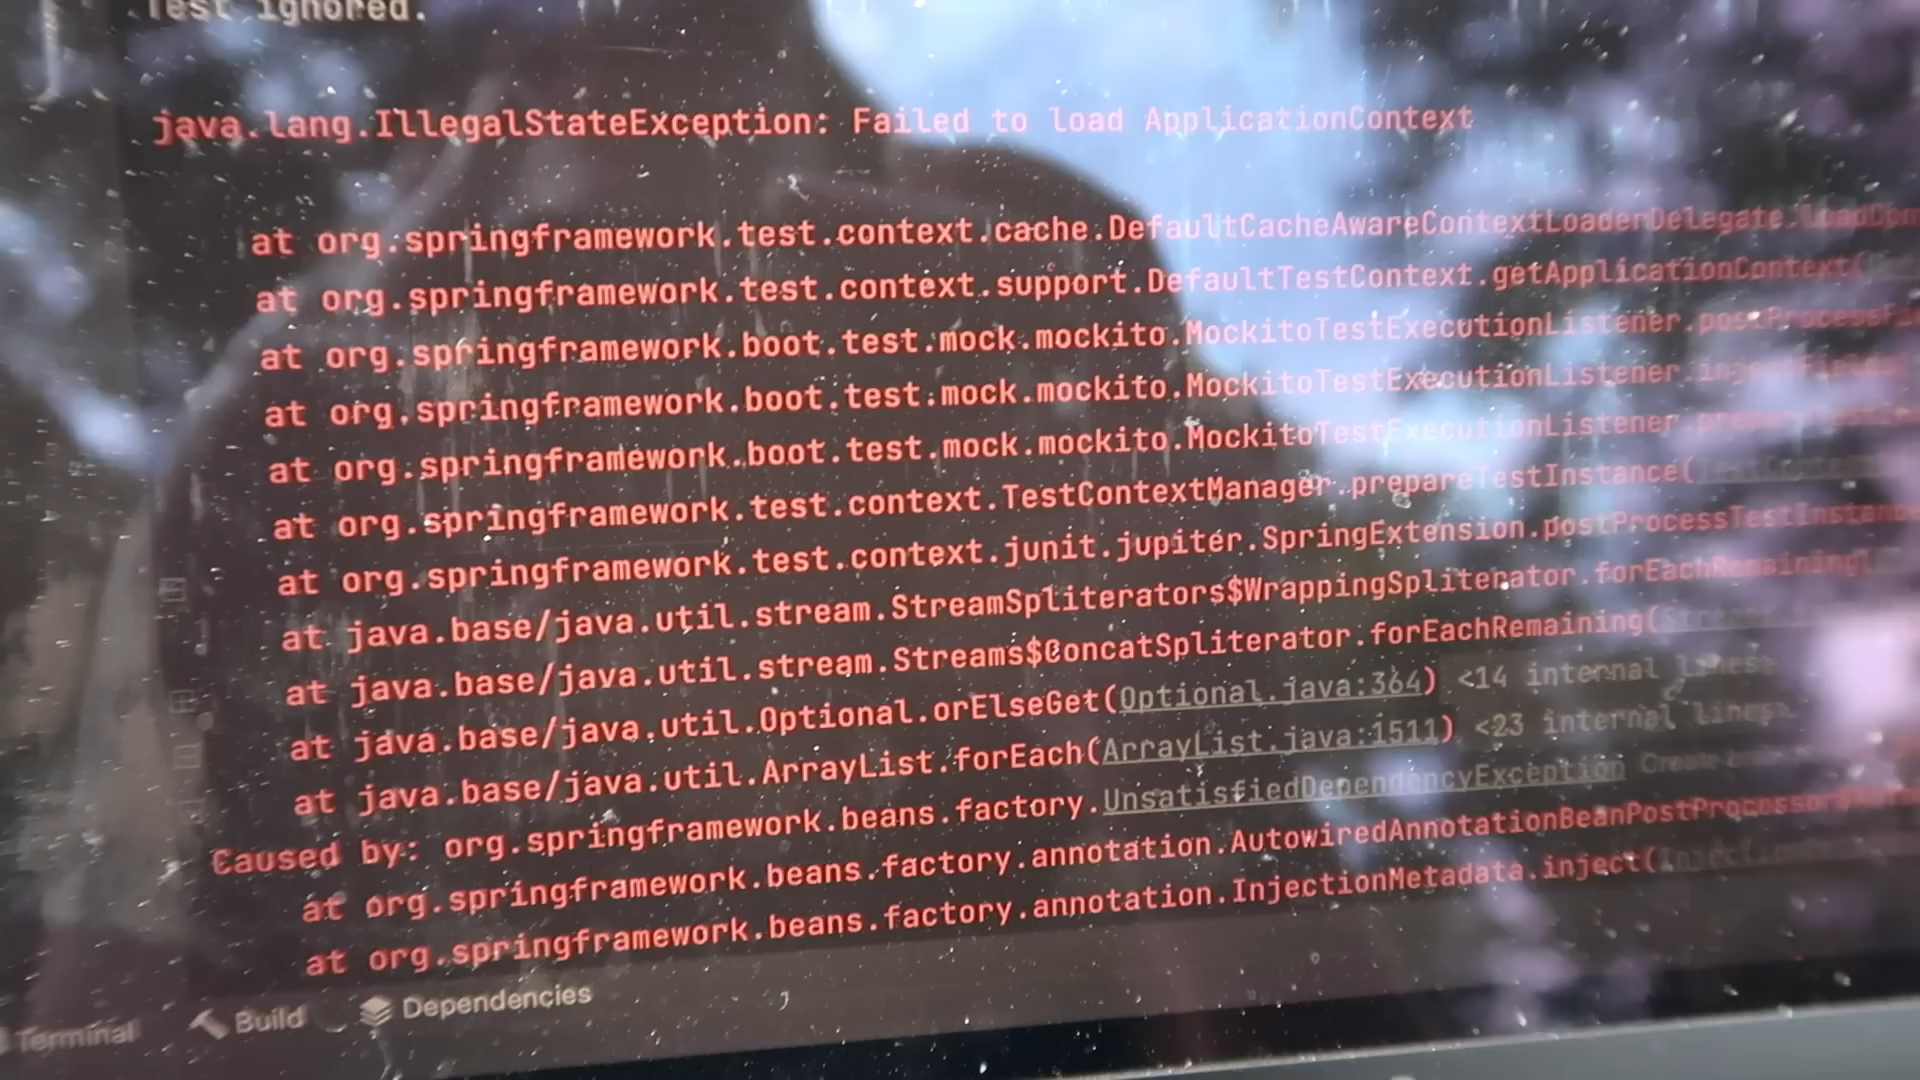 Test ignored.
java.lang.IllegalStateException: Failed to load ApplicationContext
at org.springframework.test.context.cache.DefaultCacheAwareContextLoaderDelegate.loadCon
at org.springframework.test.context.support.DefaultTestContext.getApplicationContext(
at org.springframework.boot.test.mock.mockito.MockitoTestExecutionListener.postProcessFi
at org.springframework.boot.test.mock.mockito.MockitoTestExecutionListener.injectFields(
at org.springframework.boot.test.mock.mockito.MockitoTestExecutionListener.
at org.springframework.test.context.TestContextManager.prepareTestInstance(
at org.springframework.test.context.junit.jupiter.SpringExtension.postProcessTestInstance
at java.base/java.util.stream.StreamSpliterators$WrappingSpliterator.forEachRemaining(
at java.base/java.util.stream.Streams$ConcatSpliterator.forEachRemaining(
at java.base/java.util.Optional.orElseGet(Optional.java:364) <14 internal lines>
at java.base/java.util.ArrayList.forEach(ArrayList.java:1511) <23 internal lines>
Caused by: org.springframework.beans.factory.UnsatisfiedDependencyException Create
at org.springframework.beans.factory.annotation.AutowiredAnnotationBeanPostProcessor
at org.springframework.beans.factory.annotation.InjectionMetadata.inject(
Terminal Build Dependencies